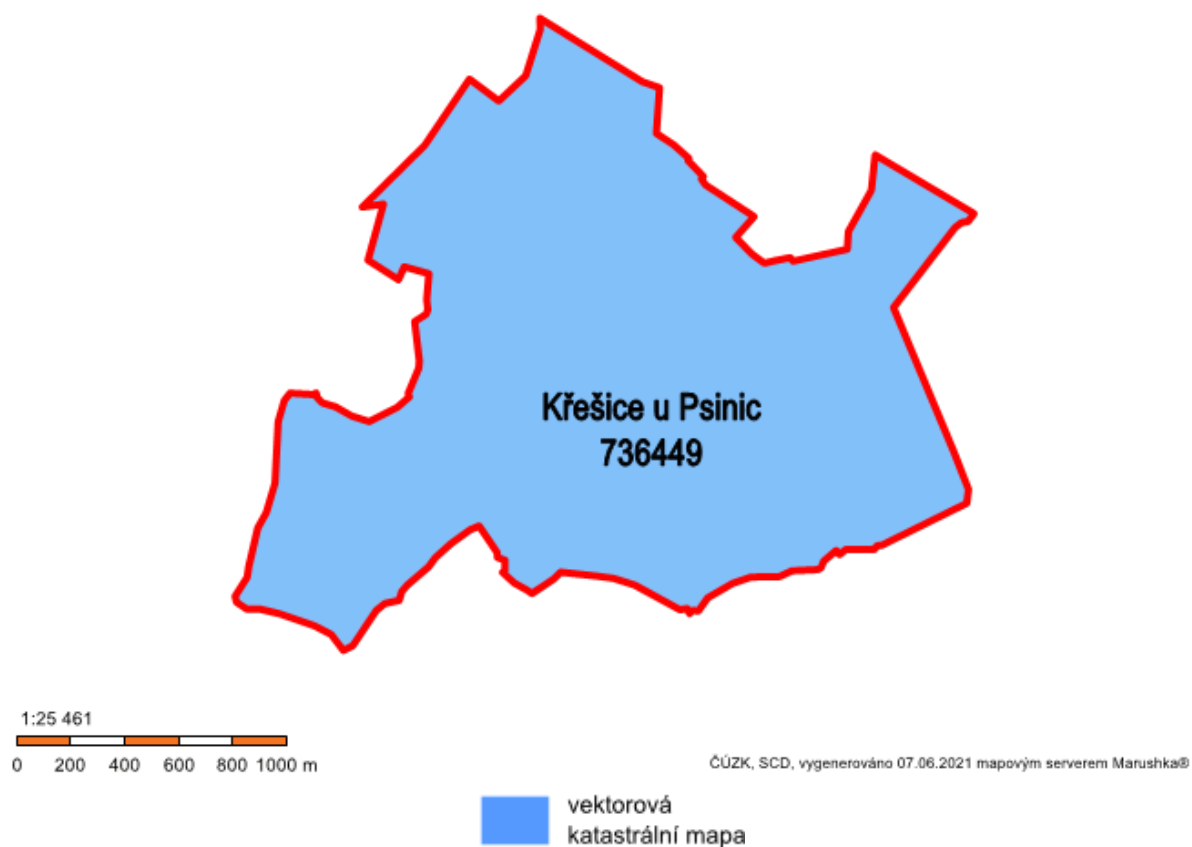 Křešice u Psinic
736449
1:25 461
0 200 400 600 800 1000 m
ČÚZK, SCD, vygenerováno 07.06.2021 mapovým serverem Marushka®
vektorová
katastrální mapa